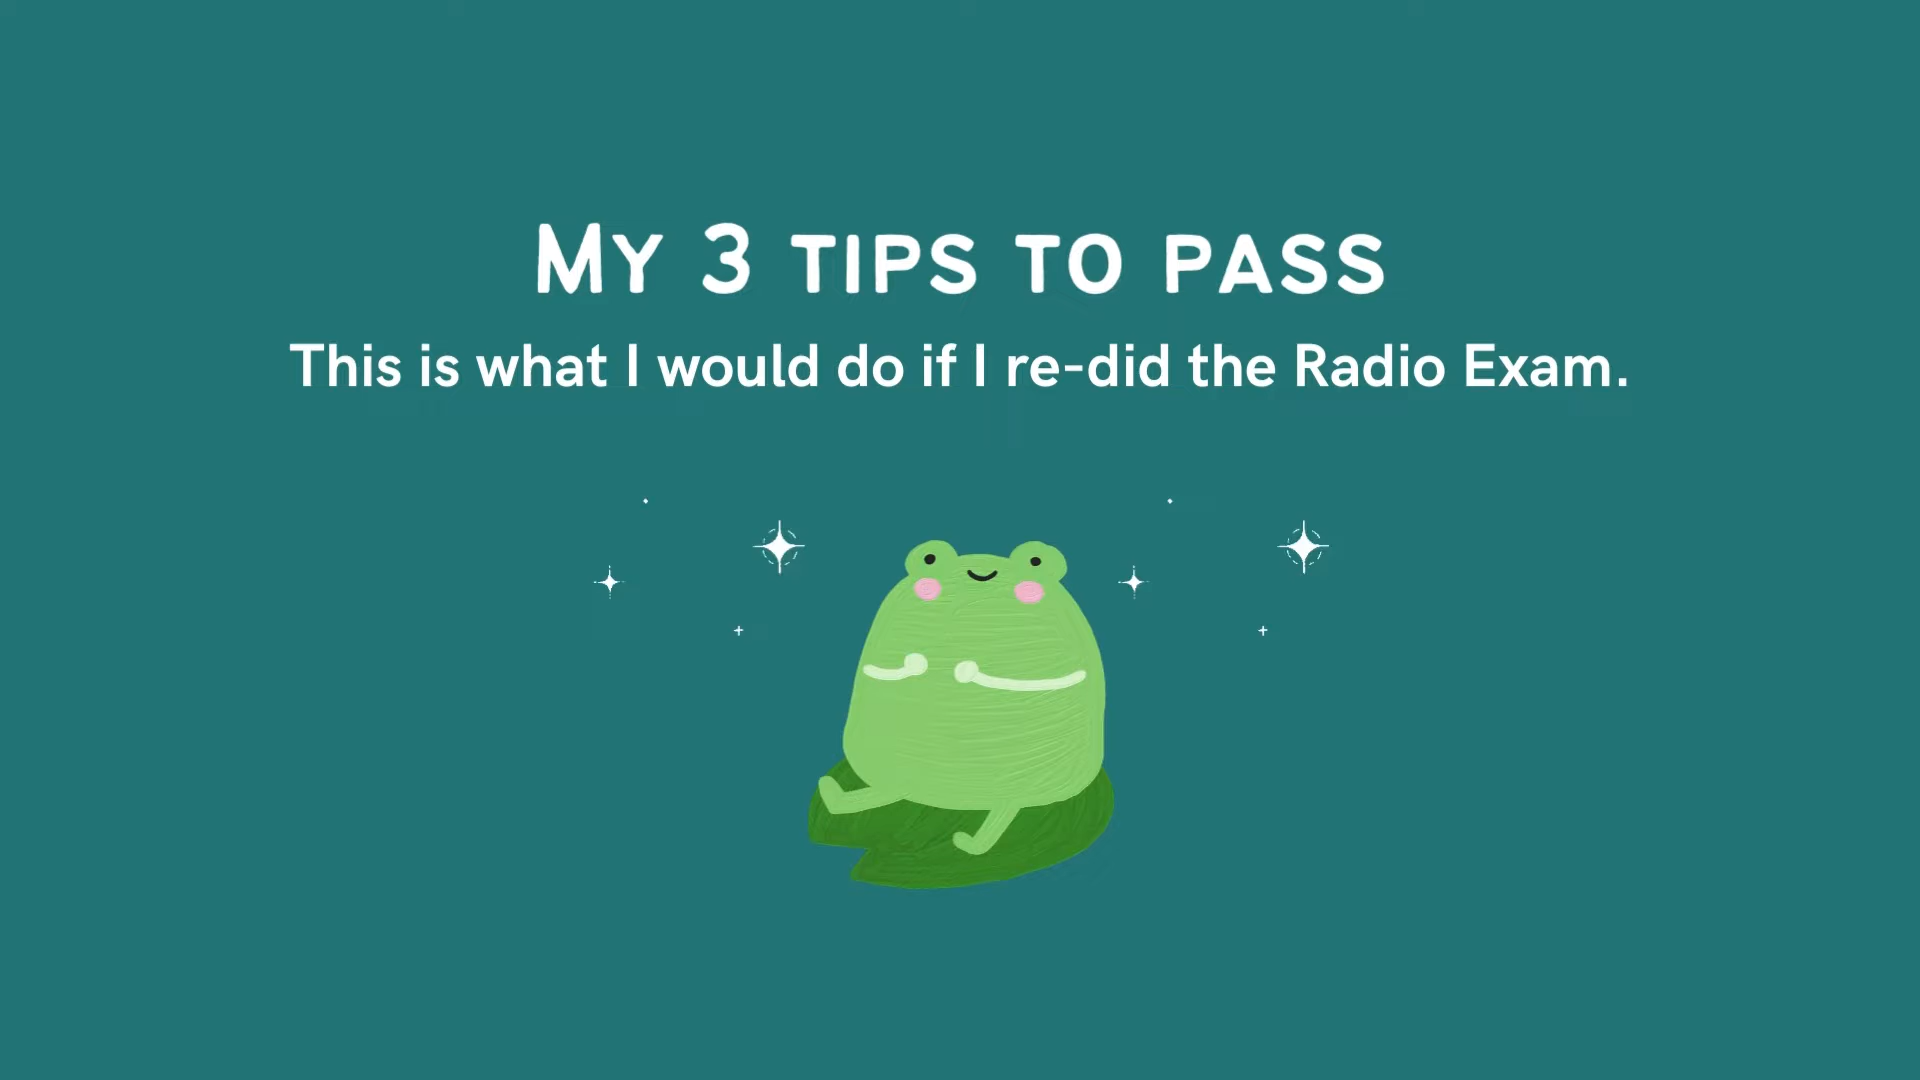 MY 3 TIPS TO PASS
This is what I would do if I re-did the Radio Exam.